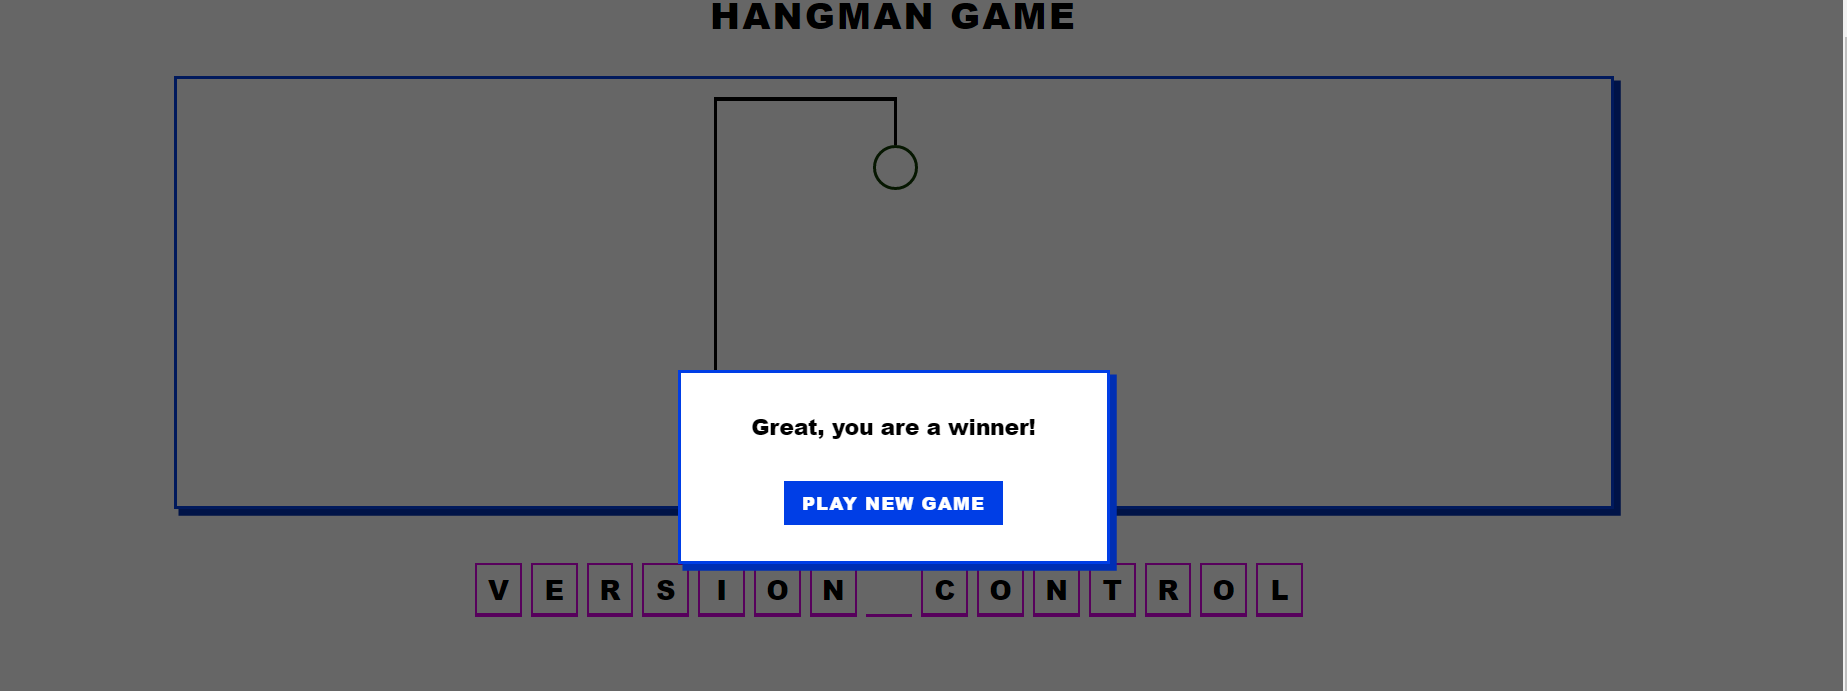 HANGMAN GAME
Great, you are a winner!
PLAY NEW GAME
VERSION CONTROL